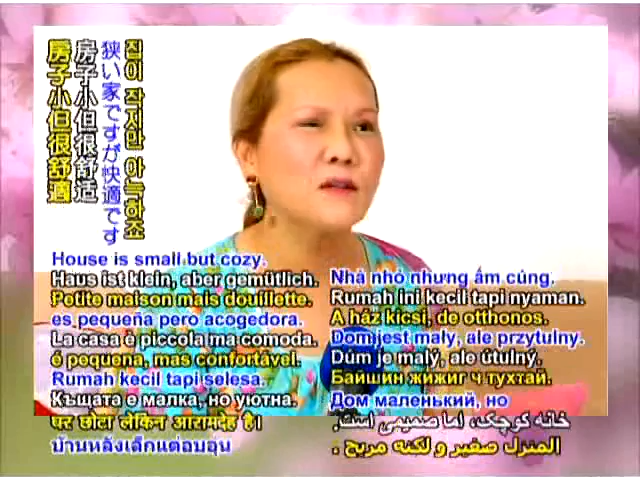 房子小但很舒適
房子小但很舒适
狭い家ですが快適です
집이 작지만 아늑하죠
House is small but cozy.
Haus ist klein, aber gemütlich.
Petite maison mais douillette.
es pequeña pero acogedora.
La casa è piccola ma comoda.
é pequena, mas confortável.
Rumah kecil tapi selesa.
Къщата е малка, но уютна.
घर छोटा लेकिन आरामदेह है।
บ้านหลังเล็กแต่อบอุ่น
Nhà nhỏ nhưng ấm cúng.
Rumah ini kecil tapi nyaman.
A ház kicsi, de otthonos.
Dom jest mały, ale przytulny.
Dům je malý, ale útulný.
Байшин жижиг ч тухтай.
Дом маленький, но
خانه کوچک، اما صمیمی است.
المنزل صغير و لكنه مريح .